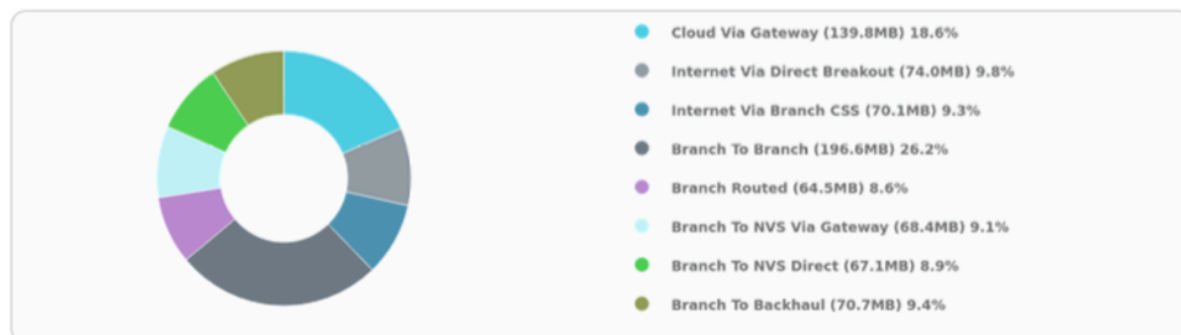 Cloud Via Gateway (139.8MB) 18.6%
Internet Via Direct Breakout (74.0MB) 9.8%
Internet Via Branch CSS (70.1MB) 9.3%
Branch To Branch (196.6MB) 26.2%
Branch Routed (64.5MB) 8.6%
Branch To NVS Via Gateway (68.4MB) 9.1%
Branch To NVS Direct (67.1MB) 8.9%
Branch To Backhaul (70.7MB) 9.4%